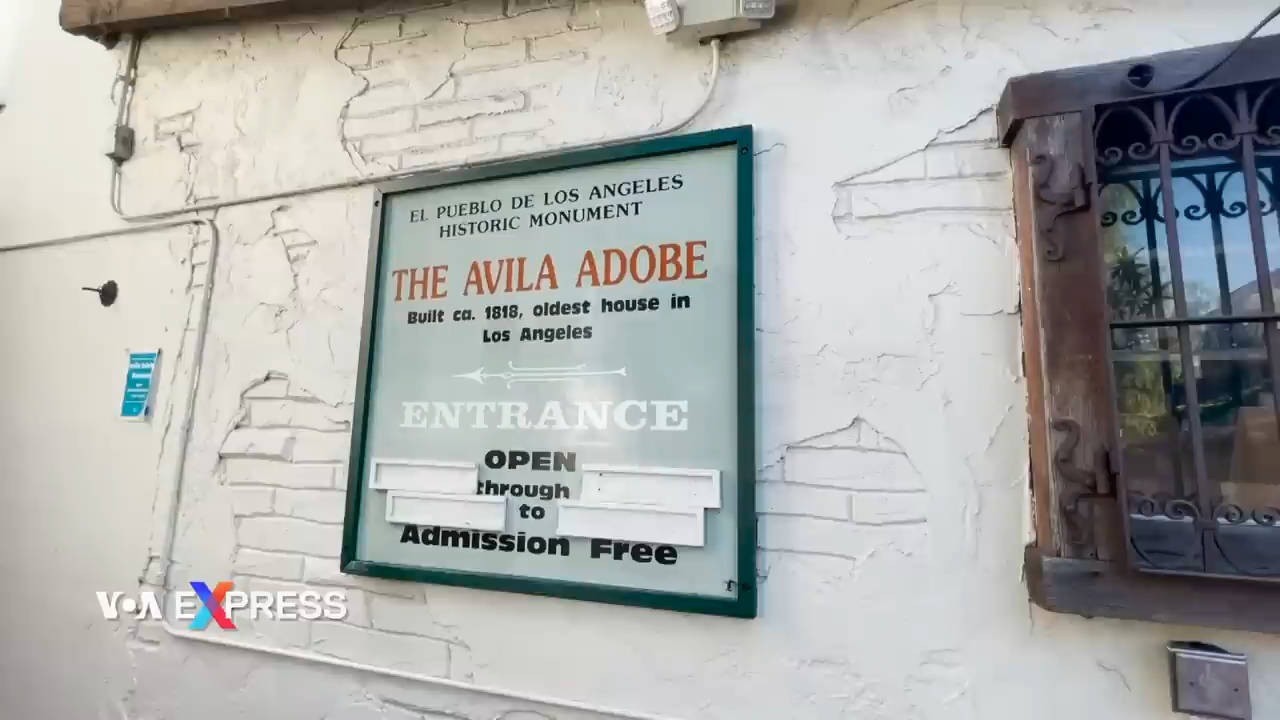 EL PUEBLO DE LOS ANGELES
HISTORIC MONUMENT
THE AVILA ADOBE
Built ca. 1818, oldest house in
Los Angeles
ENTRANCE
OPEN
through
to
Admission Free
VOA EXPRESS